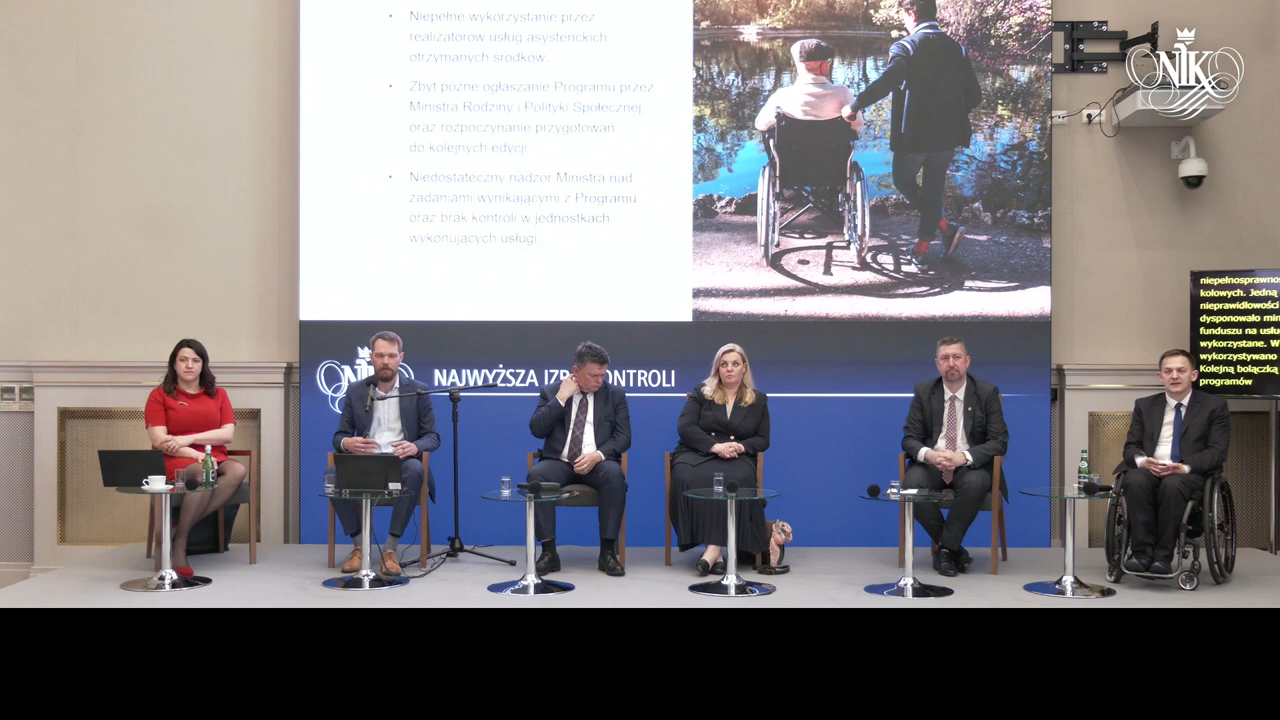 • Niepełne wykorzystanie przez
realizatorów usług asystenckich
otrzymanych środków.
• Zbyt późne ogłaszanie Programu przez
Ministra Rodziny i Polityki Społecznej
oraz rozpoczynanie przygotowań
do kolejnych edycji.
• Niedostateczny nadzór Ministra nad
zadaniami wynikającymi z Programu
oraz brak kontroli w jednostkach
wykonujących usługi.
NIK
NAJWYŻSZA IZBA KONTROLI
niepełnosprawnoś
kołowych. Jedną
nieprawidłowości
dysponowało min
funduszu na usłu
wykorzystane. W
wykorzystywano
Kolejną bolączką
programów